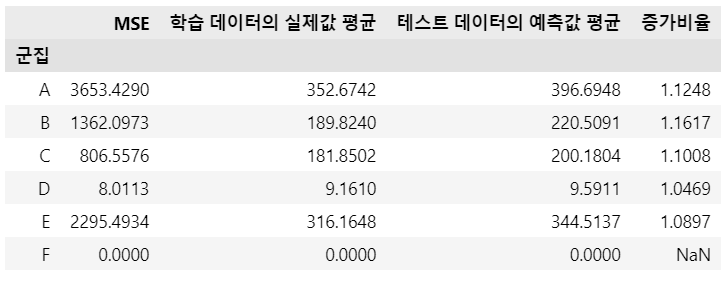 MSE 학습 데이터의 실제값 평균 테스트 데이터의 예측값 평균 증가비율
군집
A 3653.4290 352.6742 396.6948 1.1248
B 1362.0973 189.8240 220.5091 1.1617
C 806.5576 181.8502 200.1804 1.1008
D 8.0113 9.1610 9.5911 1.0469
E 2295.4934 316.1648 344.5137 1.0897
F 0.0000 0.0000 0.0000 NaN